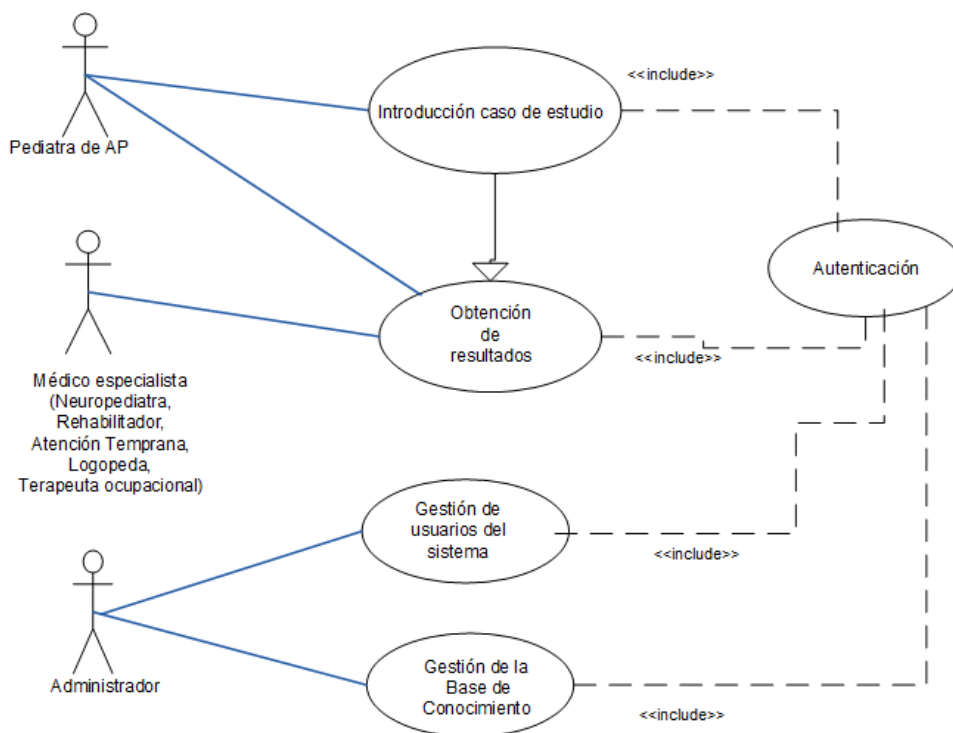 <<include>>
Introducción caso de estudio
Pediatra de AP
Autenticación
Obtención
de
resultados
<<include>>
Médico especialista
(Neuropediatra,
Rehabilitador,
Atención Temprana,
Logopeda,
Terapeuta ocupacional)
Gestión de
usuarios del
sistema
<<include>>
Administrador
Gestión de la
Base de
Conocimiento
<<include>>